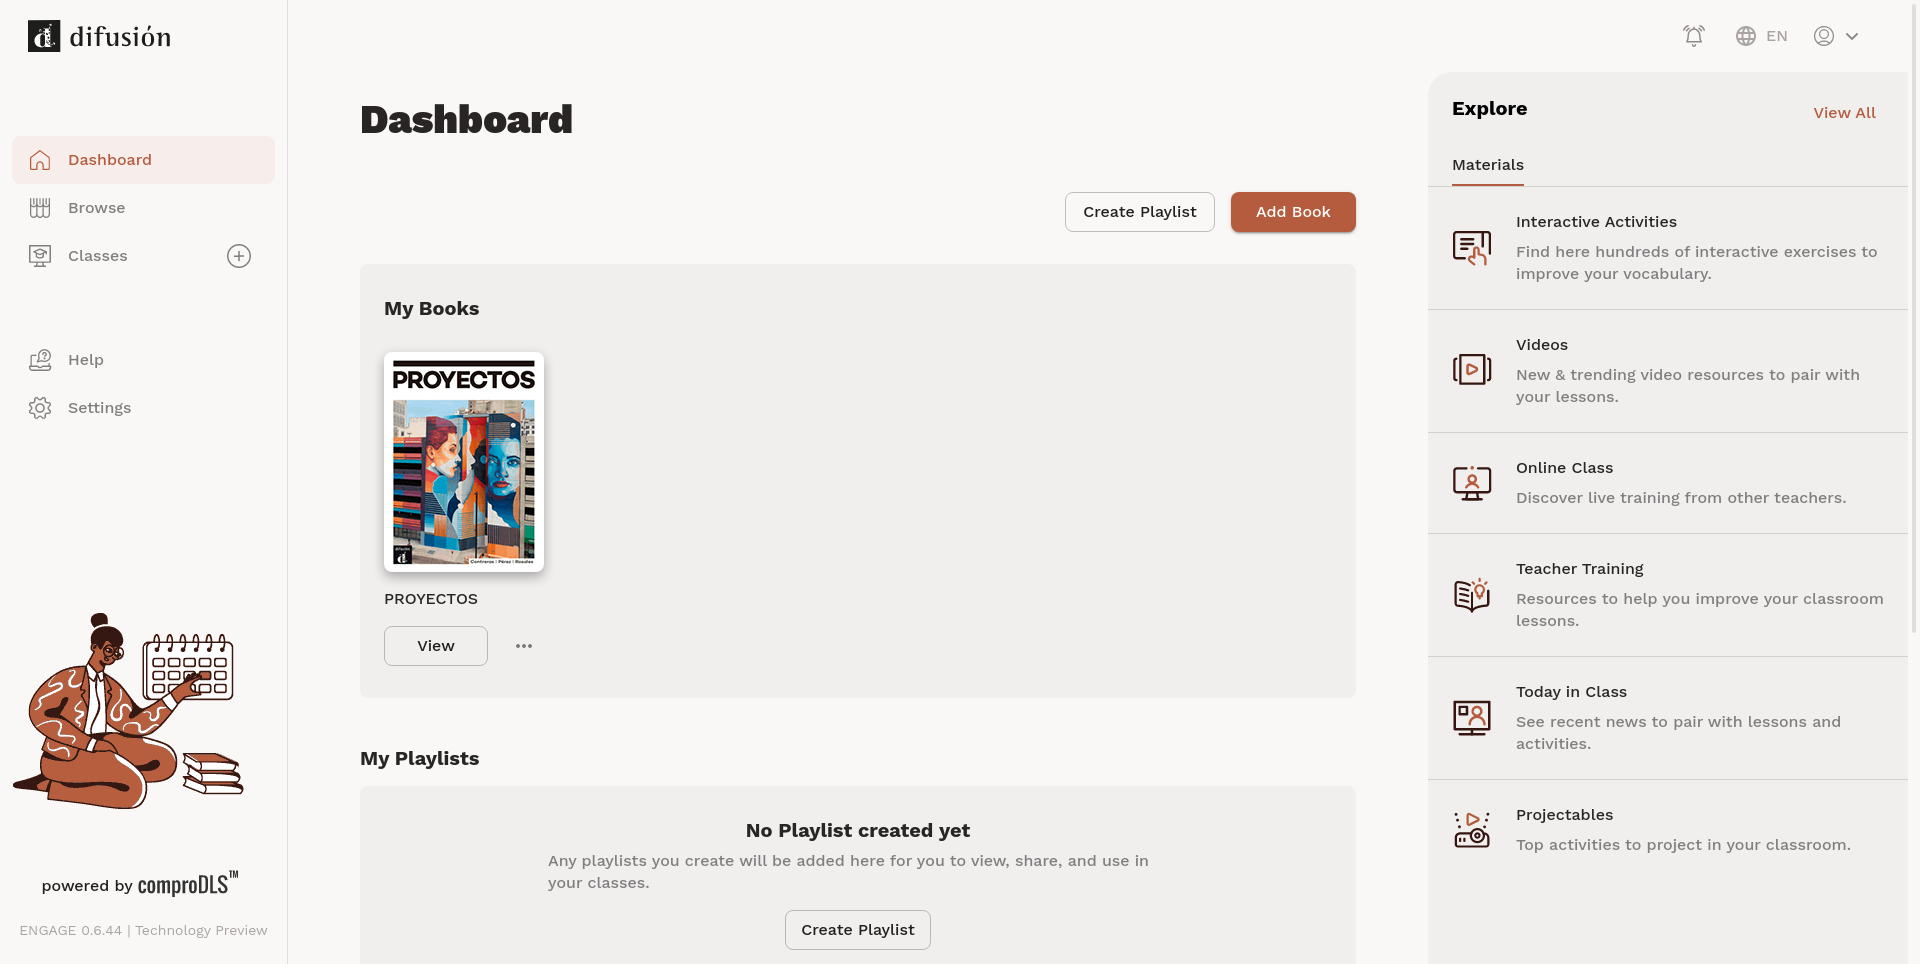 difusión
EN
Dashboard
Browse
Classes
Help
Settings
powered by comproDLS™
ENGAGE 0.6.44 | Technology Preview
Dashboard
Create Playlist
Add Book
My Books
PROYECTOS
difusión
Contreras | Pérez | Rosales
PROYECTOS
View
My Playlists
No Playlist created yet
Any playlists you create will be added here for you to view, share, and use in
your classes.
Create Playlist
Explore
View All
Materials
Interactive Activities
Find here hundreds of interactive exercises to
improve your vocabulary.
Videos
New & trending video resources to pair with
your lessons.
Online Class
Discover live training from other teachers.
Teacher Training
Resources to help you improve your classroom
lessons.
Today in Class
See recent news to pair with lessons and
activities.
Projectables
Top activities to project in your classroom.